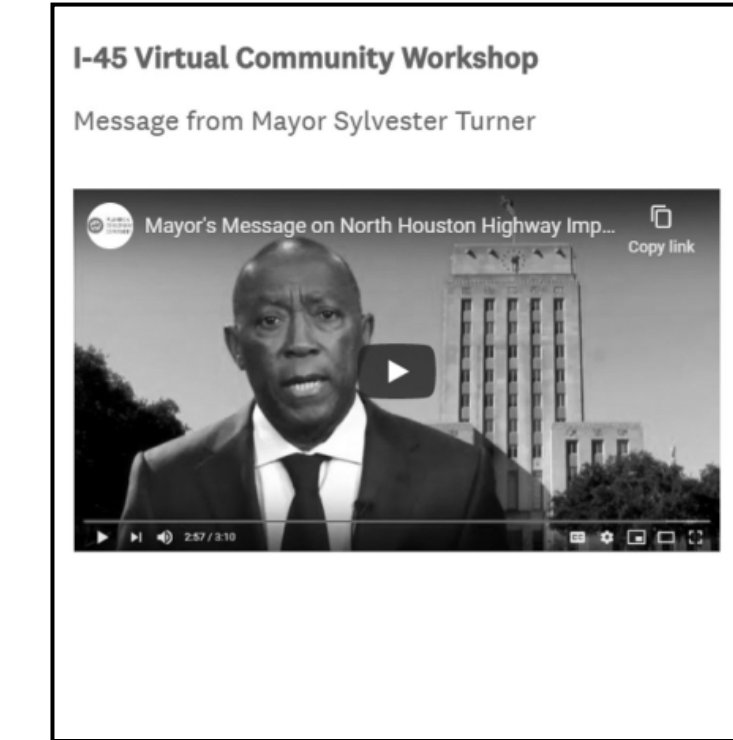 I-45 Virtual Community Workshop
Message from Mayor Sylvester Turner
Mayor's Message on North Houston Highway Imp...
Copy link
2:57 / 3:10
CC